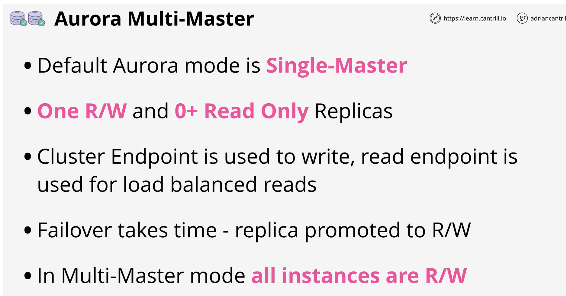 Aurora Multi-Master
https://learn.cantrill.io
adriancantril
• Default Aurora mode is Single-Master
• One R/W and 0+ Read Only Replicas
• Cluster Endpoint is used to write, read endpoint is
used for load balanced reads
• Failover takes time - replica promoted to R/W
• In Multi-Master mode all instances are R/W